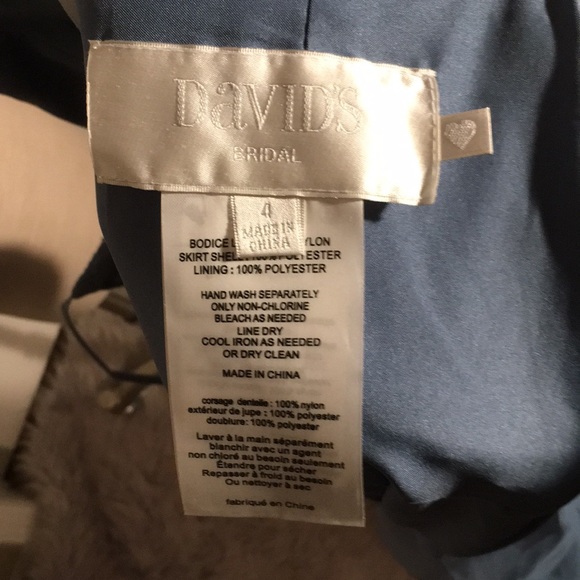 DAVID'S
BRIDAL
4
MADE IN
CHINA
BODICE YLON
SKIRT SHELL: 100% POLYESTER
LINING : 100% POLYESTER
HAND WASH SEPARATELY
ONLY NON-CHLORINE
BLEACH AS NEEDED
LINE DRY
COOL IRON AS NEEDED
OR DRY CLEAN
MADE IN CHINA
corsage dentelle : 100% nylon
extérieur de jupe : 100% polyester
doublure: 100% polyester
Laver à la main séparément
blanchir avec un agent
non chloré au besoin seulement
Étendre pour sécher
Repasser à froid au besoin
Ou nettoyer à sec
fabriqué en Chine